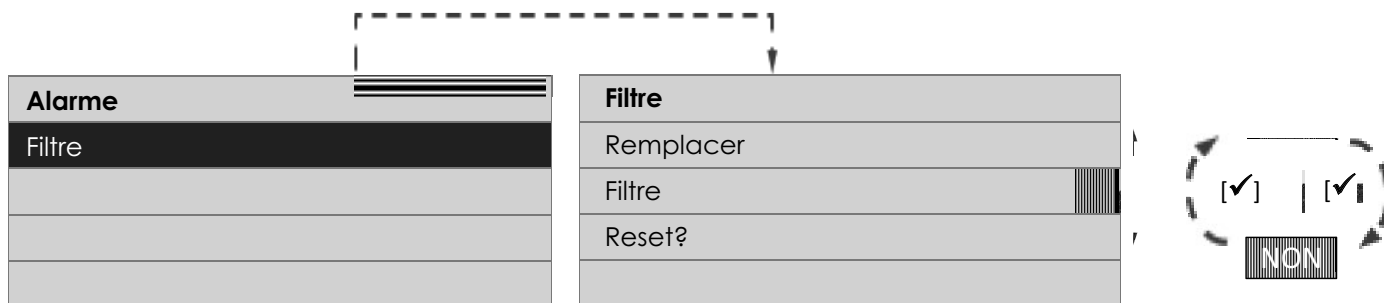 Alarme
Filtre
Filtre
Remplacer
Filtre
Reset?
[✔] [✔]
NON